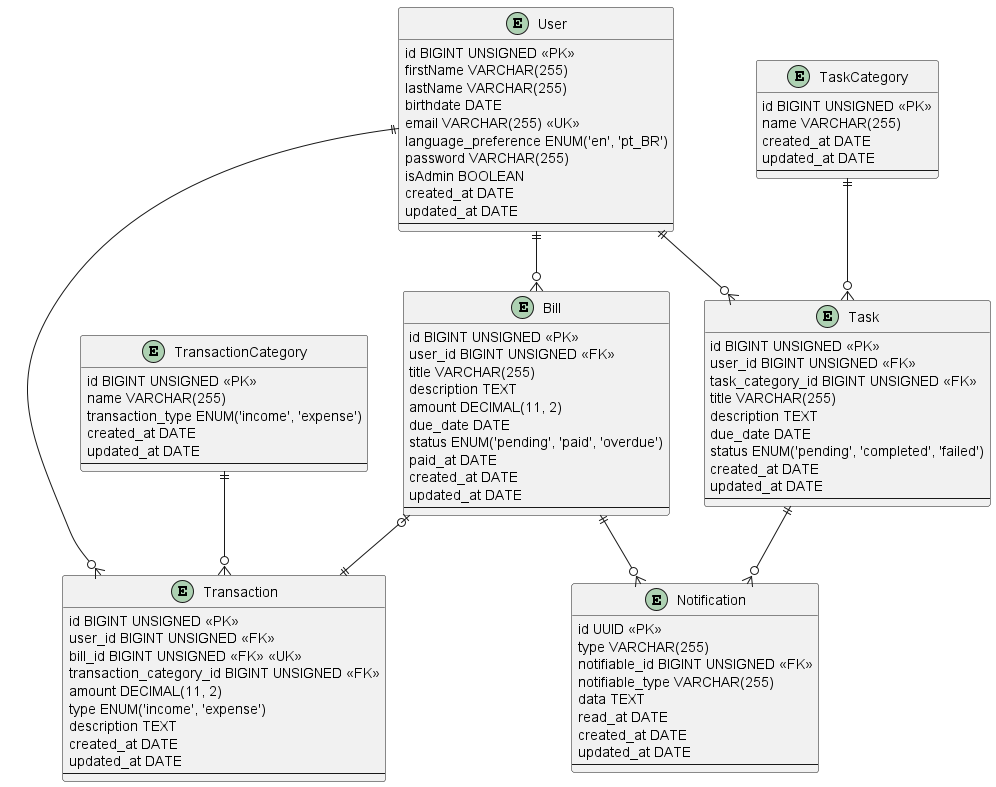 E User
id BIGINT UNSIGNED «PK»
firstName VARCHAR(255)
lastName VARCHAR(255)
birthdate DATE
email VARCHAR(255) «UK»
language_preference ENUM('en', 'pt_BR')
password VARCHAR(255)
isAdmin BOOLEAN
created_at DATE
updated_at DATE
E TaskCategory
id BIGINT UNSIGNED «PK»
name VARCHAR(255)
created_at DATE
updated_at DATE
E Bill
id BIGINT UNSIGNED «PK»
user_id BIGINT UNSIGNED «FK»
title VARCHAR(255)
description TEXT
amount DECIMAL(11, 2)
due_date DATE
status ENUM('pending', 'paid', 'overdue')
paid_at DATE
created_at DATE
updated_at DATE
E Task
id BIGINT UNSIGNED «PK»
user_id BIGINT UNSIGNED «FK»
task_category_id BIGINT UNSIGNED «FK»
title VARCHAR(255)
description TEXT
due_date DATE
status ENUM('pending', 'completed', 'failed')
created_at DATE
updated_at DATE
E TransactionCategory
id BIGINT UNSIGNED «PK»
name VARCHAR(255)
transaction_type ENUM('income', 'expense')
created_at DATE
updated_at DATE
E Transaction
id BIGINT UNSIGNED «PK»
user_id BIGINT UNSIGNED «FK»
bill_id BIGINT UNSIGNED «FK» «UK»
transaction_category_id BIGINT UNSIGNED «FK»
amount DECIMAL(11, 2)
type ENUM('income', 'expense')
description TEXT
created_at DATE
updated_at DATE
E Notification
id UUID «PK»
type VARCHAR(255)
notifiable_id BIGINT UNSIGNED «FK»
notifiable_type VARCHAR(255)
data TEXT
read_at DATE
created_at DATE
updated_at DATE